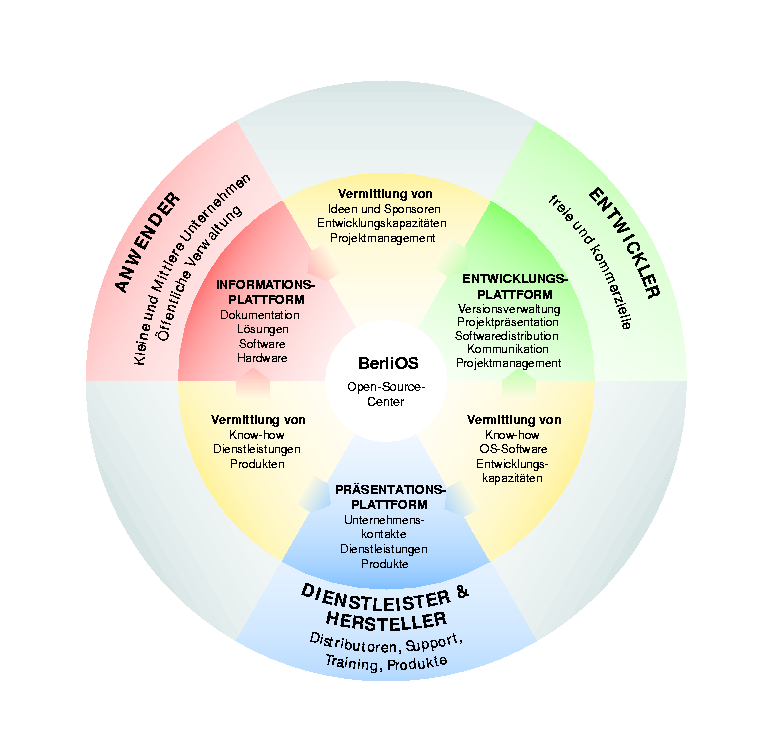 ANWENDER
Kleine und Mittlere Unternehmen
Öffentliche Verwaltung
ENTWICKLER
freie und kommerzielle
Vermittlung von
Ideen und Sponsoren
Entwicklungskapazitäten
Projektmanagement
INFORMATIONS-
PLATTFORM
Dokumentation
Lösungen
Software
Hardware
ENTWICKLUNGS-
PLATTFORM
Versionsverwaltung
Projektpräsentation
Softwaredistribution
Kommunikation
Projektmanagement
BerliOS
Open-Source-
Center
Vermittlung von
Know-how
Dienstleistungen
Produkten
Vermittlung von
Know-how
OS-Software
Entwicklungs-
kapazitäten
PRÄSENTATIONS-
PLATTFORM
Unternehmens-
kontakte
Dienstleistungen
Produkte
DIENSTLEISTER &
HERSTELLER
Distributoren, Support,
Training, Produkte